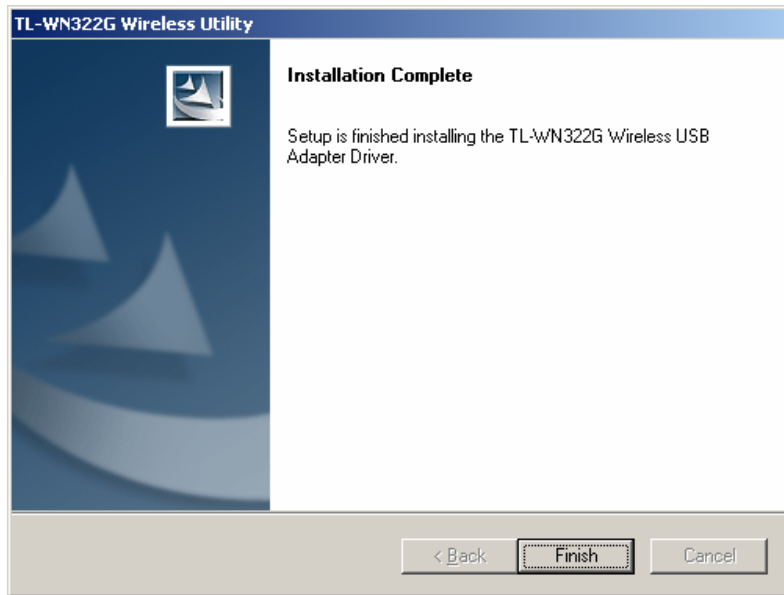 TL-WN322G Wireless Utility
Installation Complete
Setup is finished installing the TL-WN322G Wireless USB
Adapter Driver.
< Back
Finish
Cancel